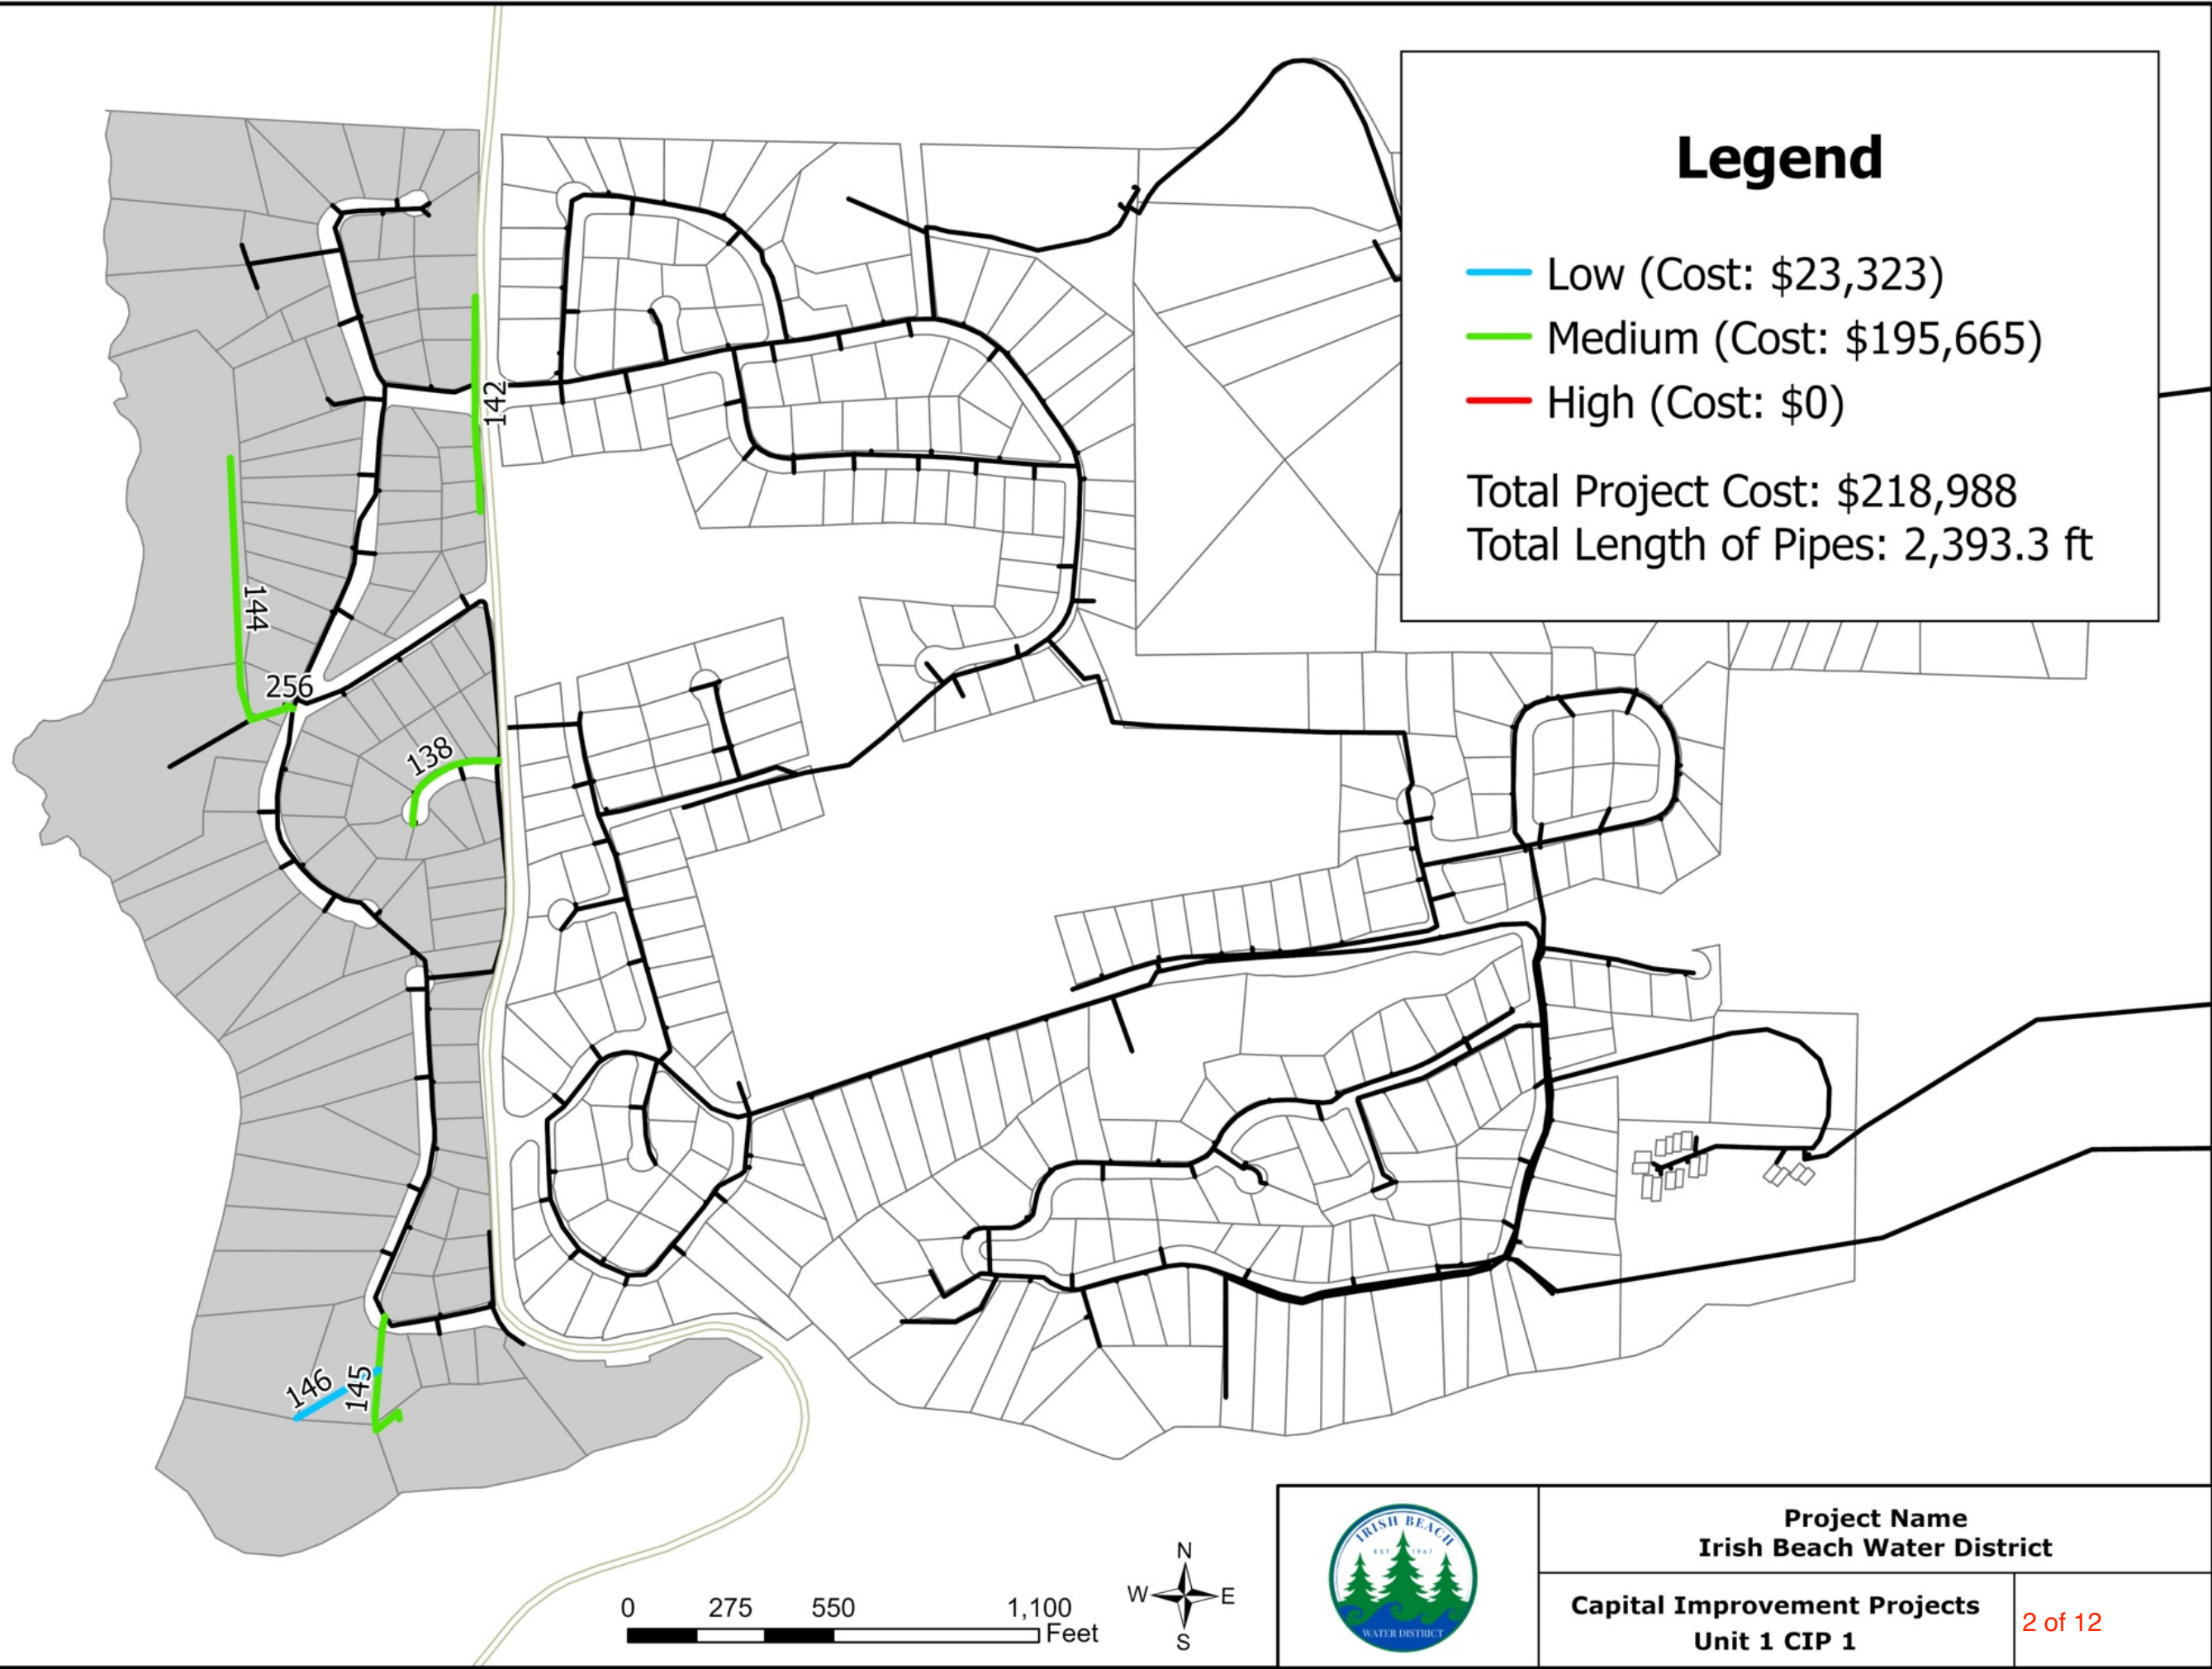 Legend
Low (Cost: $23,323)
Medium (Cost: $195,665)
High (Cost: $0)
Total Project Cost: $218,988
Total Length of Pipes: 2,393.3 ft
142
144
256
138
146
145
0 275 550 1,100
Feet
N
W E
S
IRISH BEACH
EST 1967
WATER DISTRICT
Project Name
Irish Beach Water District
Capital Improvement Projects
Unit 1 CIP 1
2 of 12